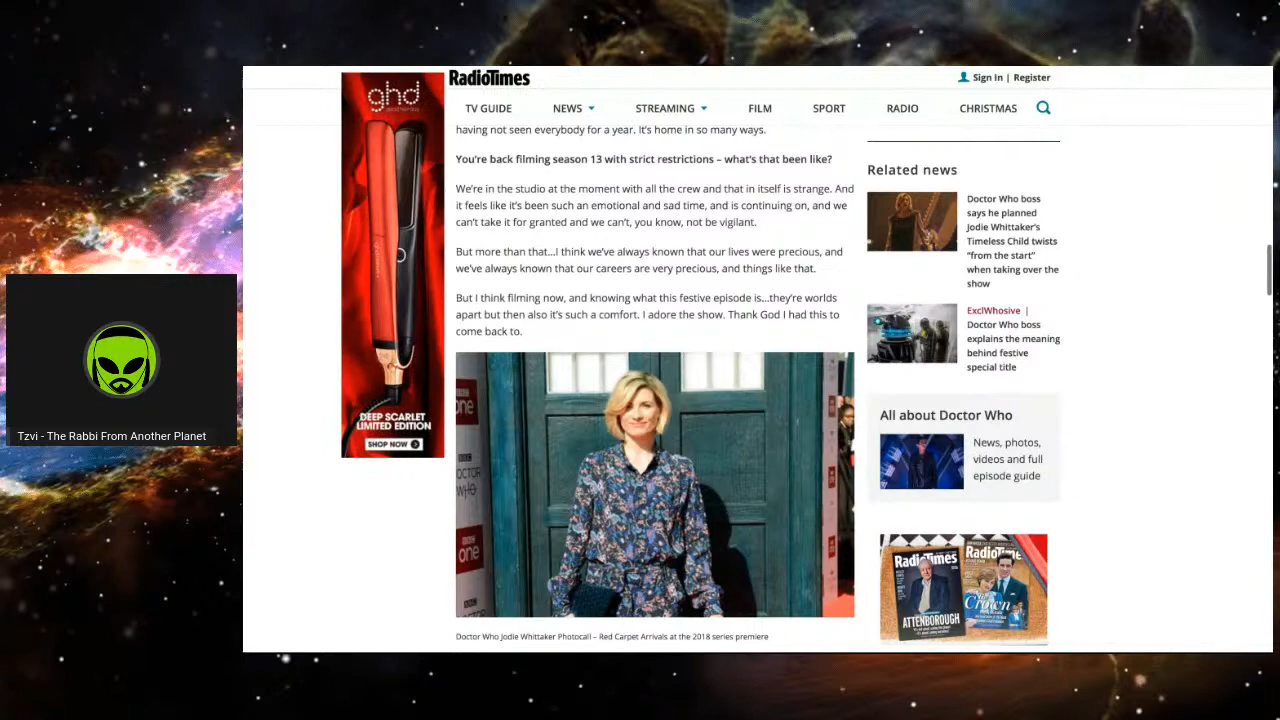 ghd
RadioTimes
Sign In | Register
TV GUIDE
NEWS
STREAMING
FILM
SPORT
RADIO
CHRISTMAS
having not seen everybody for a year. It's home in so many ways.
You're back filming season 13 with strict restrictions – what's that been like?
We're in the studio at the moment with all the crew and that in itself is strange. And
it feels like it's been such an emotional and sad time, and is continuing on, and we
can't take it for granted and we can't, you know, not be vigilant.
But more than that...I think we've always known that our lives were precious, and
we've always known that our careers are very precious, and things like that.
But I think filming now, and knowing what this festive episode is...they're worlds
apart but then also it's such a comfort. I adore the show. Thank God I had this to
come back to.
DEEP SCARLET
LIMITED EDITION
SHOP NOW
Tzvi - The Rabbi From Another Planet
one
DOCTOR
WHO
BBC
one
Doctor Who Jodie Whittaker Photocall – Red Carpet Arrivals at the 2018 series premiere
Related news
Doctor Who boss
says he planned
Jodie Whittaker's
Timeless Child twists
"from the start"
when taking over the
show
ExclWhosive |
Doctor Who boss
explains the meaning
behind festive
special title
All about Doctor Who
News, photos,
videos and full
episode guide
RadioTimes
ATTENBOROUGH
RadioTimes
The
Crown